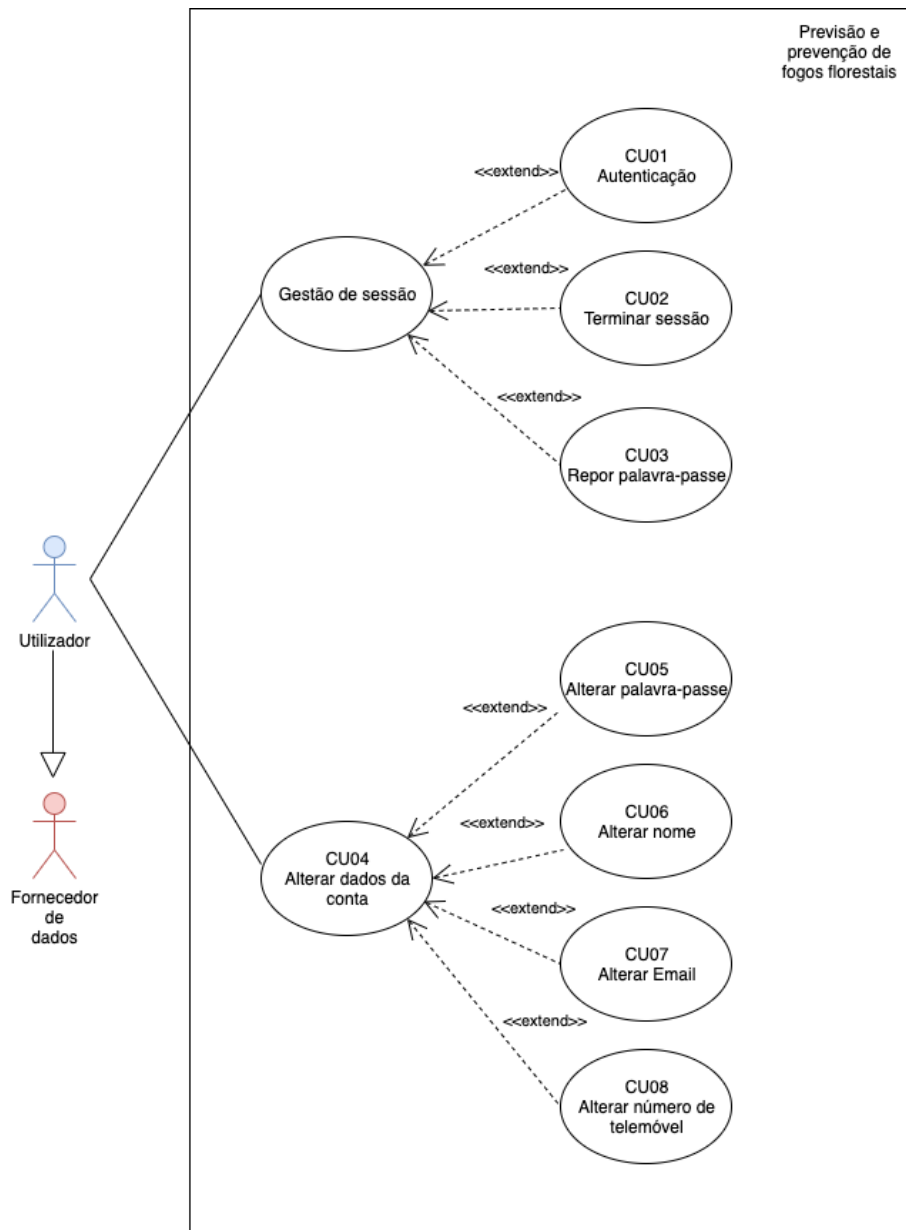 Previsão e
prevenção de
fogos florestais
CU01
Autenticação
<<extend>>
<<extend>>
CU02
Terminar sessão
Gestão de sessão
<<extend>>
CU03
Repor palavra-passe
Utilizador
CU05
Alterar palavra-passe
<<extend>>
CU06
Alterar nome
<<extend>>
CU04
Alterar dados da
conta
Fornecedor
de
dados
<<extend>>
CU07
Alterar Email
<<extend>>
CU08
Alterar número de
telemóvel